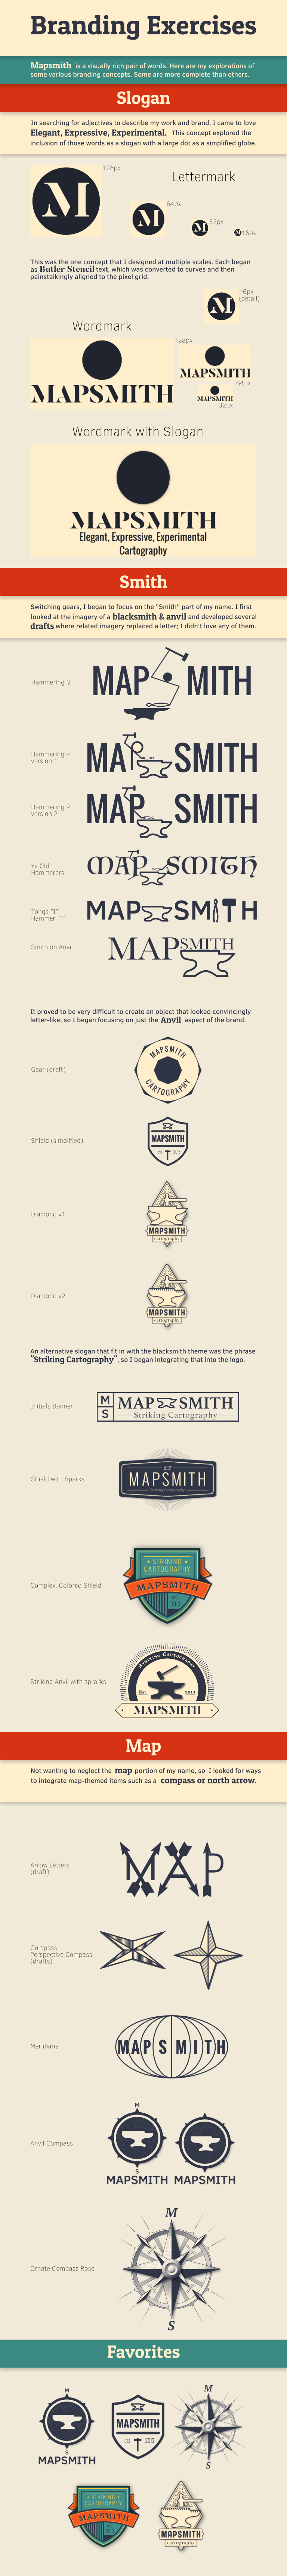 Branding Exercises
Mapsmith is a visually rich pair of words. Here are my explorations of
some various branding concepts. Some are more complete than others.
Slogan
In searching for adjectives to describe my work and brand, I came to love
Elegant, Expressive, Experimental. This concept explored the
inclusion of those words as a slogan with a large dot as a simplified globe.
M
128px
Lettermark
M
64px
M
32px
M
16px
This was the one concept that I designed at multiple scales. Each began
as Butler Stencil text, which was converted to curves and then
painstaikingly aligned to the pixel grid.
M
16px
(detail)
Wordmark
MAPSMITH
128px
MAPSMITH
64px
MAPSMITH
32px
Wordmark with Slogan
MAPSMITH
Elegant, Expressive, Experimental
Cartography
Smith
Switching gears, I began to focus on the "Smith" part of my name. I first
looked at the imagery of a blacksmith & anvil and developed several
drafts where related imagery replaced a letter; I didn't love any of them.
Hammering S
MAP MITH
Hammering P
version 1
MAP SMITH
Hammering P
version 2
MAP SMITH
Ye Old
Hammerers
MAP SMITH
Tongs "I"
Hammer "T"
MAP SMITH
Smith on Anvil
MAPSMITH
It proved to be very difficult to create an object that looked convincingly
letter-like, so I began focusing on just the Anvil aspect of the brand.
Gear (draft)
MAPSMITH
CARTOGRAPHY
Shield (simplified)
MAPSMITH
est 2013
Diamond v1
MAPSMITH
cartography
Diamond v2
MAPSMITH
cartography
An alternative slogan that fit in with the blacksmith theme was the phrase
"Striking Cartography", so I began integrating that into the logo.
Initials Banner
M
S
MAP SMITH
Striking Cartography
Shield with Sparks
MAPSMITH
Striking Cartography
Complex, Colored Shield
STRIKING
CARTOGRAPHY
MAPSMITH
EST
2013
Striking Anvil with sprarks
STRIKING CARTOGRAPHY
Est. 2013
MAPSMITH
Map
Not wanting to neglect the map portion of my name, so I looked for ways
to integrate map-themed items such as a compass or north arrow.
Arrow Letters
(draft)
MAP
Compass,
Perspective Compass
(drafts)
Meridians
MAPSMITH
Anvil Compass
M
S
MAPSMITH MAPSMITH
Ornate Compass Rose
M
S
Favorites
M
S
MAPSMITH
MAPSMITH
est 2013
M
S
STRIKING
CARTOGRAPHY
MAPSMITH
EST
2013
MAPSMITH
cartography